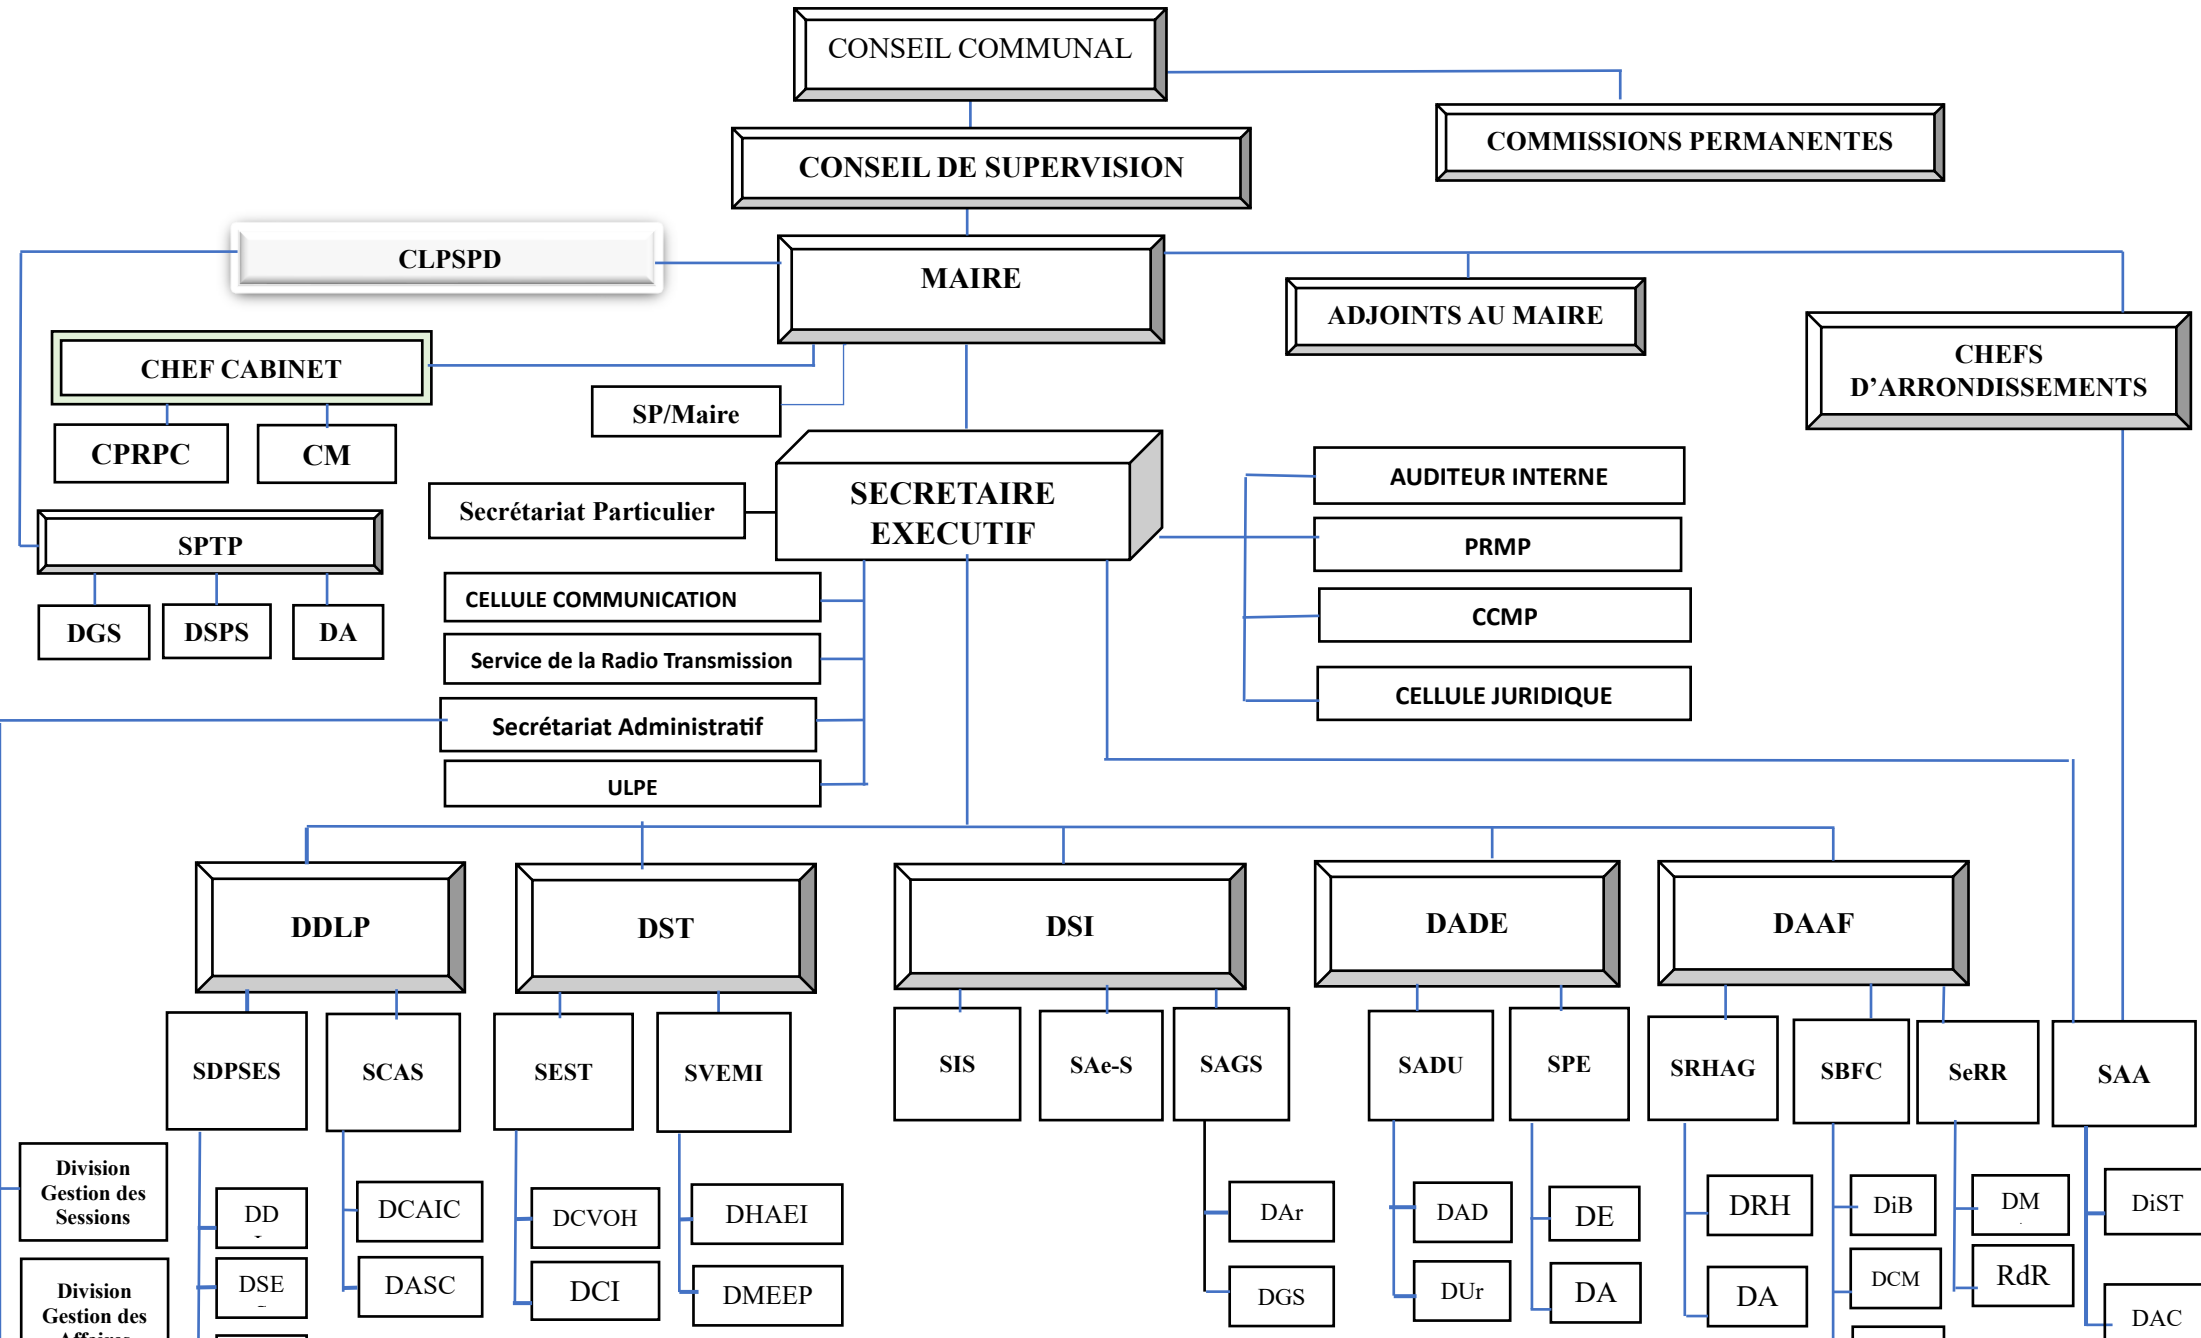 CONSEIL COMMUNAL
COMMISSIONS PERMANENTES
CONSEIL DE SUPERVISION
CLPSPD
MAIRE
ADJOINTS AU MAIRE
CHEFS
D’ARRONDISSEMENTS
CHEF CABINET
SP/Maire
CPRPC
CM
AUDITEUR INTERNE
Secrétariat Particulier
SECRETAIRE
EXECUTIF
SPTP
PRMP
CELLULE COMMUNICATION
CCMP
DGS
DSPS
DA
Service de la Radio Transmission
CELLULE JURIDIQUE
Secrétariat Administratif
ULPE
DDLP
DST
DSI
DADE
DAAF
SDPSES
SCAS
SEST
SVEMI
SIS
SAe-S
SAGS
SADU
SPE
SRHAG
SBFC
SeRR
SAA
Division
Gestion des
Sessions
DD
DCAIC
DCVOH
DHAEI
DAr
DAD
DE
DRH
DiB
DM
DiST
DSE
DASC
DCI
DMEEP
DGS
DUr
DA
DA
DCM
RdR
DAC
Division
Gestion des
Affaires